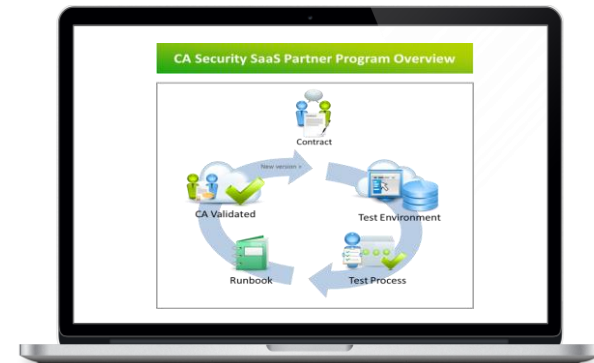 CA Security SaaS Partner Program Overview
Contract
New version »
CA Validated
Test Environment
Runbook
Test Process